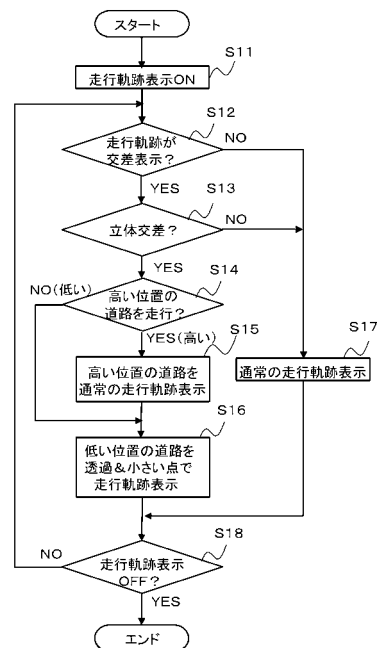 スタート
S11
走行軌跡表示ON
S12
走行軌跡が
交差表示?
NO
YES
S13
立体交差?
NO
YES
S14
NO(低い)
高い位置の
道路を走行?
YES(高い)
S15
高い位置の道路を
通常の走行軌跡表示
S17
通常の走行軌跡表示
S16
低い位置の道路を
透過&小さい点で
走行軌跡表示
S18
NO
走行軌跡表示
OFF?
YES
エンド